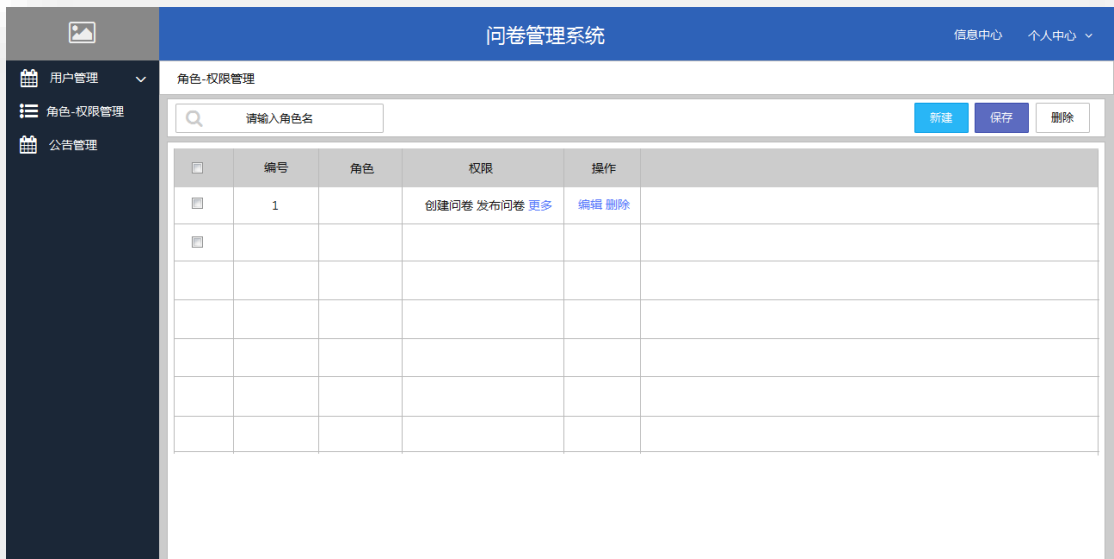 问卷管理系统 信息中心 个人中心
用户管理
角色-权限管理
公告管理
角色-权限管理
请输入角色名 新建 保存 删除
编号 角色 权限 操作
1 创建问卷 发布问卷 更多 编辑 删除